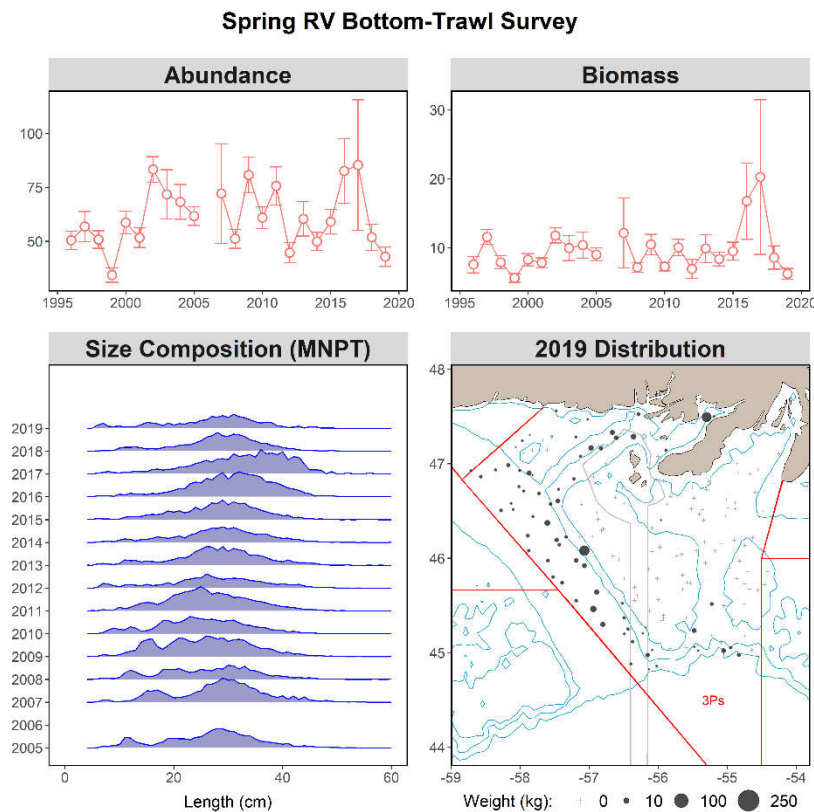 Spring RV Bottom-Trawl Survey
Abundance
100
75
50
1995 2000 2005 2010 2015 2020
Biomass
30
20
10
1995 2000 2005 2010 2015 2020
Size Composition (MNPT)
2019
2018
2017
2016
2015
2014
2013
2012
2011
2010
2009
2008
2007
2006
2005
0 20 40 60
Length (cm)
2019 Distribution
48
47
46
45
44
3Ps
-59 -58 -57 -56 -55 -54
Weight (kg): 0 10 100 250